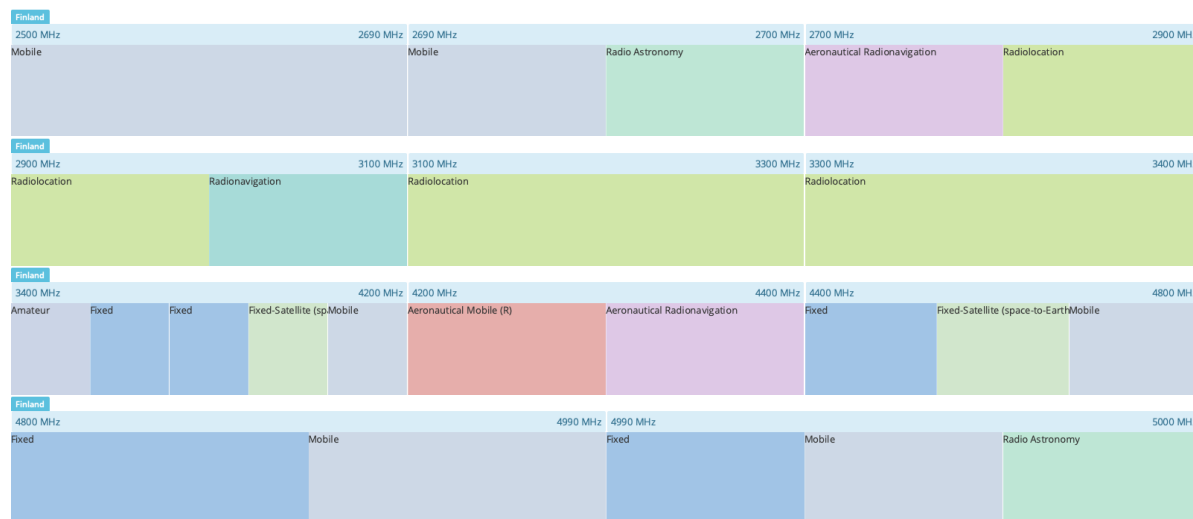 Finland
2500 MHz 2690 MHz 2690 MHz 2700 MHz 2700 MHz 2900 MH
Mobile Mobile Radio Astronomy Aeronautical Radionavigation Radiolocation
Finland
2900 MHz 3100 MHz 3100 MHz 3300 MHz 3300 MHz 3400 MH
Radiolocation Radionavigation Radiolocation Radiolocation
Finland
3400 MHz 4200 MHz 4200 MHz 4400 MHz 4400 MHz 4800 MH
Amateur Fixed Fixed Fixed-Satellite (sp Mobile Aeronautical Mobile (R) Aeronautical Radionavigation Fixed Fixed-Satellite (space-to-Earth Mobile
Finland
4800 MHz 4990 MHz 4990 MHz 5000 MH
Fixed Mobile Fixed Mobile Radio Astronomy